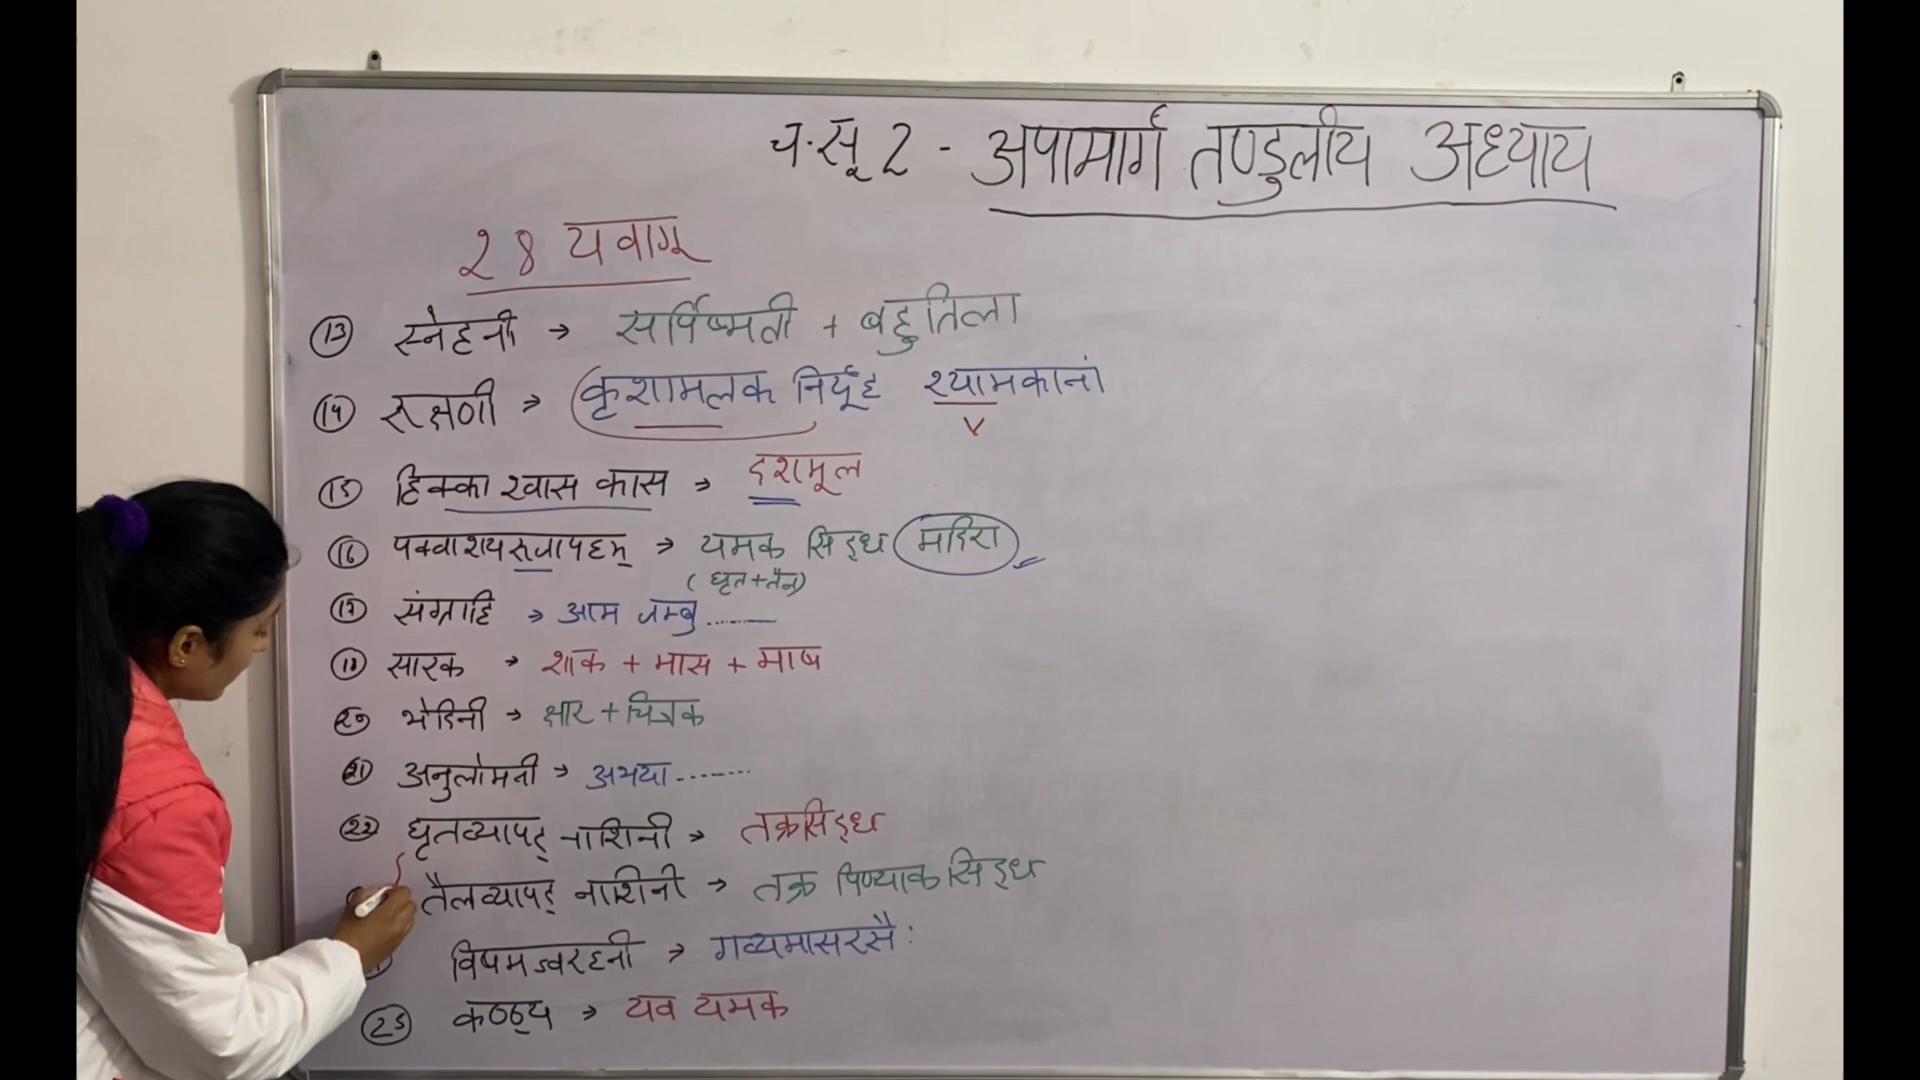 च.सू 2 - अपामार्ग तण्डुलीय अध्याय
28 यवागू
(13) स्नेहनी → सर्पिष्मती + बहुतिला
(14) रूक्षणी → कृशामलक निर्यूह श्यामकानां
(15) हिक्का श्वास कास → दशमूल
(16) पक्वाशयरूजापहम् → यमक सिद्ध मदिरा
(घृत+तैल)
(17) संग्राहि → आम जम्बु ........
(18) सारक → शाक + मास + माष
(20) भेदिनी → क्षार + चित्रक
(21) अनुलोमनी → अभया .......
(22) घृतव्यापद् नाशिनी → तक्रसिद्ध
तैलव्यापद् नाशिनी → तक्र पिण्याक सिद्ध
विषमज्वरहनी → गव्यमासरसै:
(25) कण्ठ्य → यव यमक